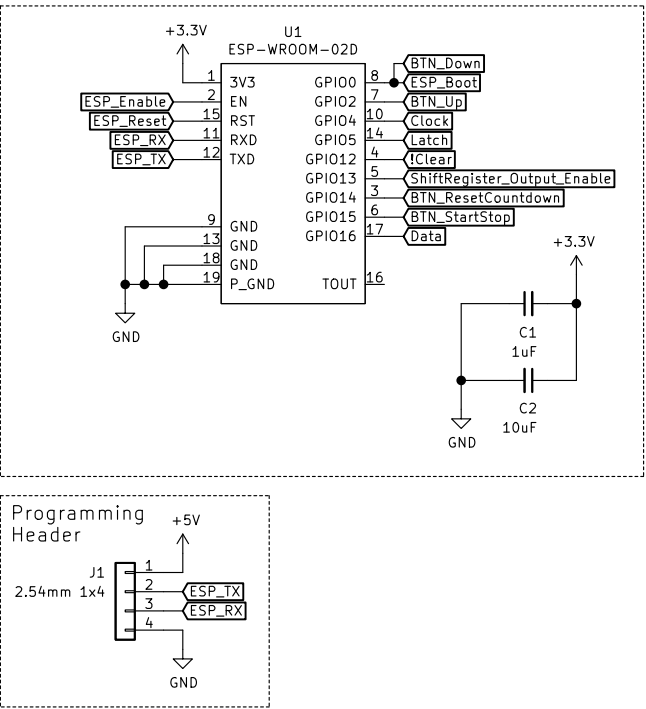 +3.3V
U1
ESP-WROOM-02D
1 3V3
ESP_Enable 2 EN
ESP_Reset 15 RST
ESP_RX 11 RXD
ESP_TX 12 TXD
9 GND
13 GND
18 GND
19 P_GND
GND
BTN_Down
GPIO0 8 ESP_Boot
GPIO2 7 BTN_Up
GPIO4 10 Clock
GPIO5 14 Latch
GPIO12 4 !Clear
GPIO13 5 ShiftRegister_Output_Enable
GPIO14 3 BTN_ResetCountdown
GPIO15 6 BTN_StartStop
GPIO16 17 Data
TOUT 16
+3.3V
C1
1uF
C2
10uF
GND
Programming
Header
+5V
J1
2.54mm 1x4
1
2 ESP_TX
3 ESP_RX
4
GND